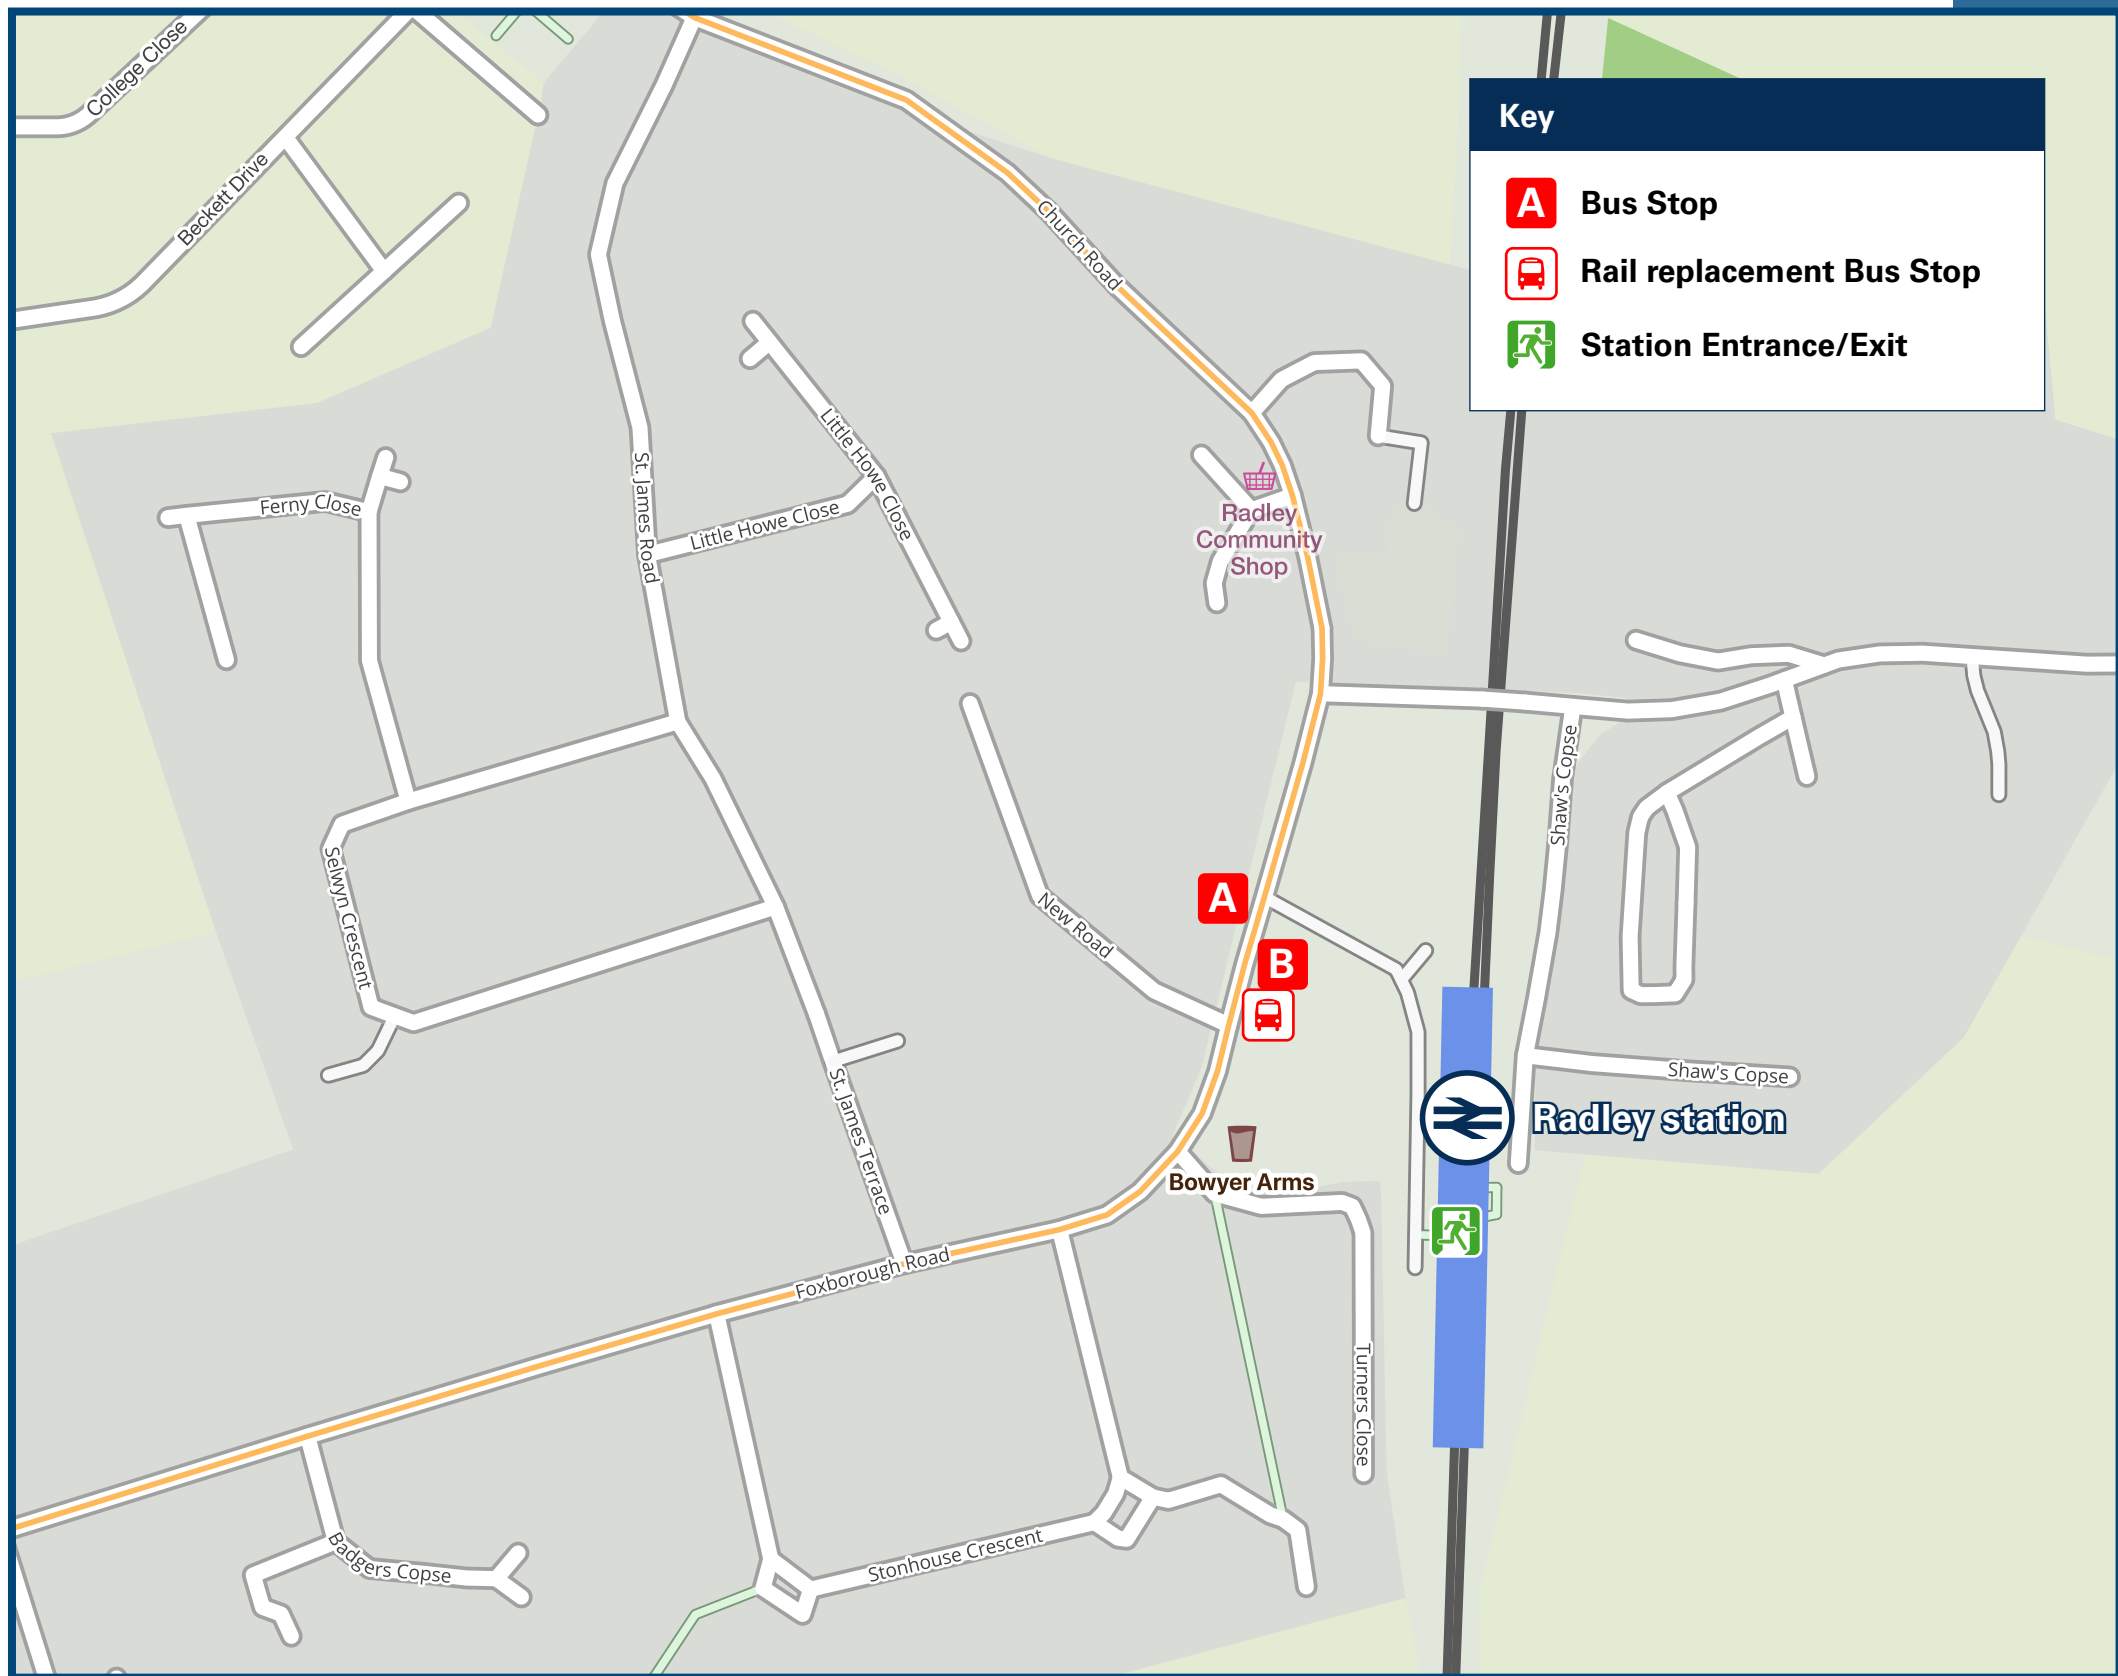 College Close
Beckett Drive
Church Road
Key
A Bus Stop
Rail replacement Bus Stop
Station Entrance/Exit
Ferny Close
St. James Road
Little Howe Close
Little Howe Close
Radley
Community
Shop
Shaw's Copse
Selwyn Crescent
New Road
A
B
Shaw's Copse
Radley station
St. James Terrace
Bowyer Arms
Foxborough Road
Turners Close
Badgers Copse
Stonhouse Crescent